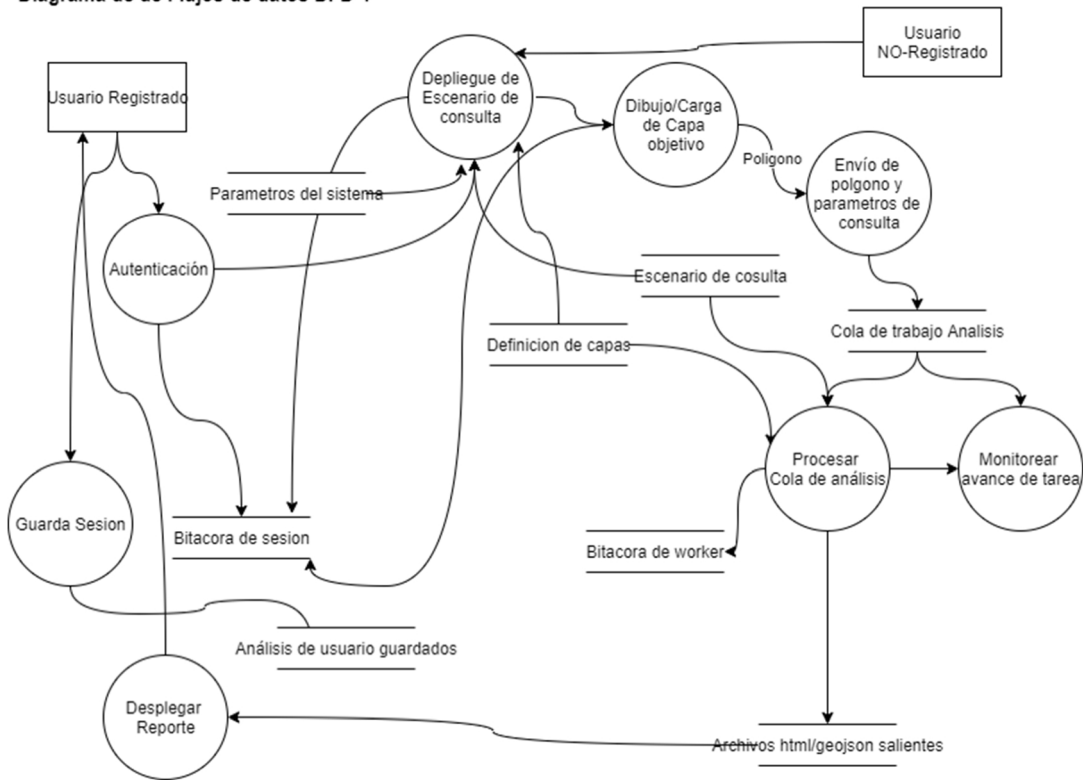 Diagrama de de Flujos de datos DFD-1
Usuario
NO-Registrado
Usuario Registrado
Depliegue de
Escenario de
consulta
Dibujo/Carga
de Capa
objetivo
Poligono
Envío de
polgono y
parametros de
consulta
Parametros del sistema
Autenticación
Escenario de cosulta
Definicion de capas
Cola de trabajo Analisis
Procesar
Cola de análisis
Monitorear
avance de tarea
Guarda Sesion
Bitacora de sesion
Bitacora de worker
Análisis de usuario guardados
Desplegar
Reporte
Archivos html/geojson salientes